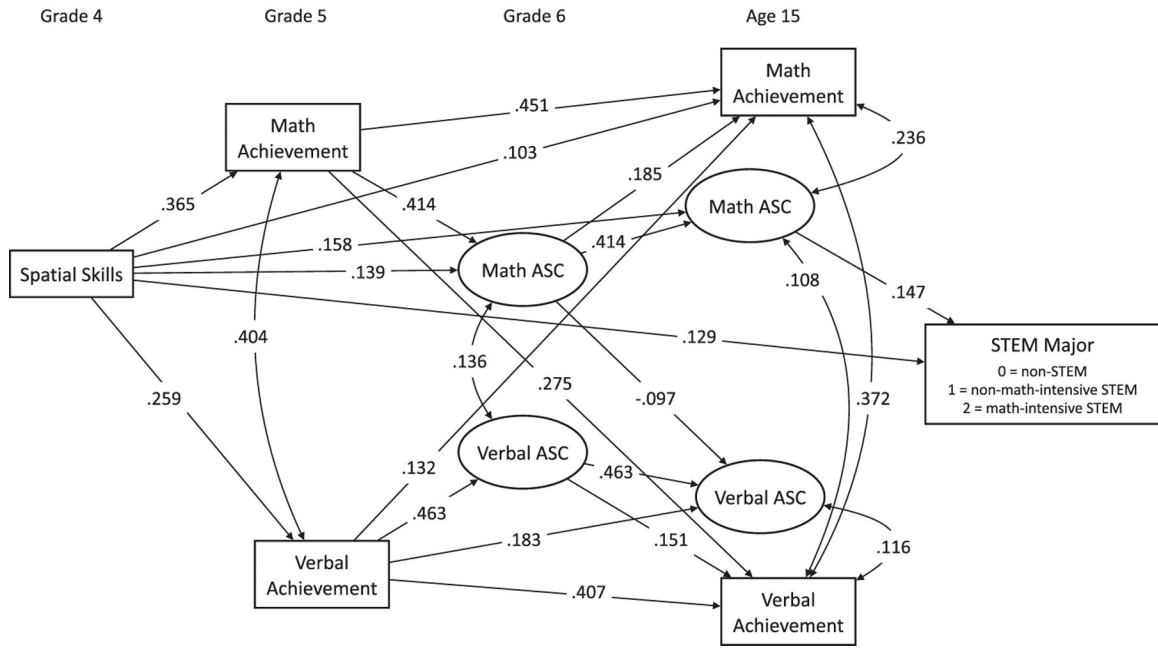 Grade 4
Grade 5
Grade 6
Age 15
Math
Achievement
Math
Achievement
.451
.103
.236
.365
.414
.185
Math ASC
.158
.414
Spatial Skills
.139
Math ASC
.108
.147
.404
.129
STEM Major
0 = non-STEM
1 = non-math-intensive STEM
2 = math-intensive STEM
.136
.259
.275
-.097
.372
Verbal ASC
.132
.463
Verbal ASC
.463
.183
.151
.116
Verbal
Achievement
.407
Verbal
Achievement